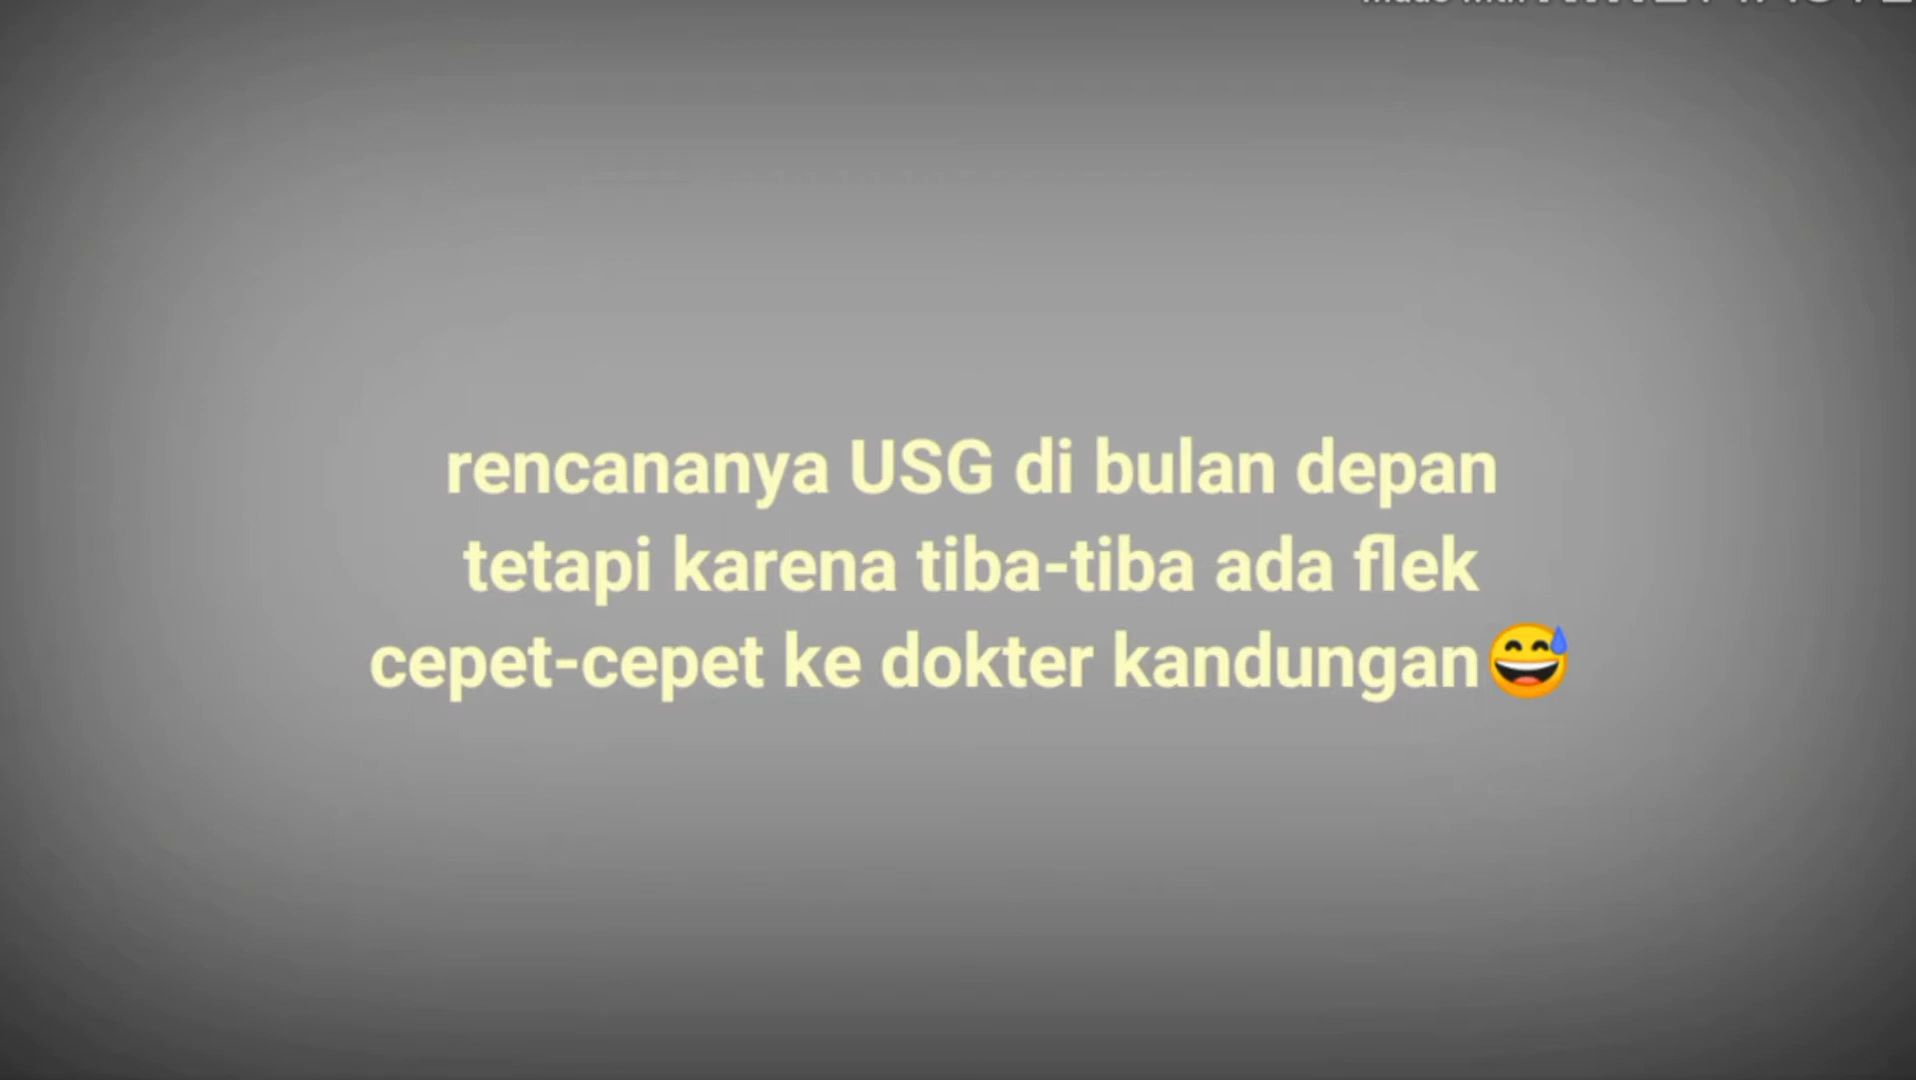 rencananya USG di bulan depan
tetapi karena tiba-tiba ada flek
cepet-cepet ke dokter kandungan😅